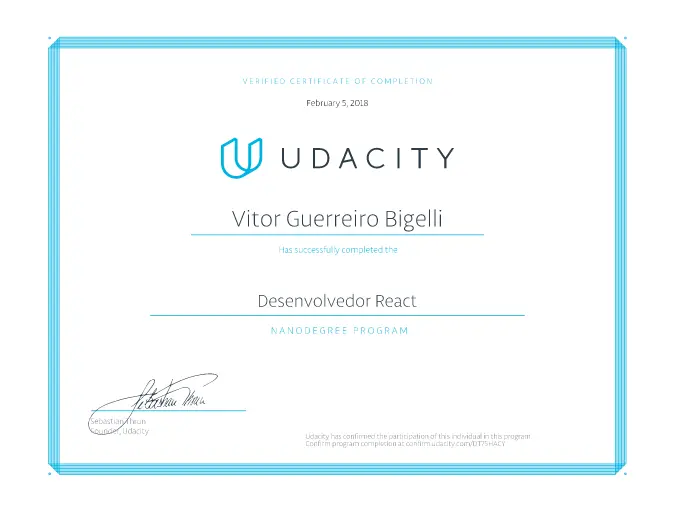 VERIFIED CERTIFICATE OF COMPLETION
February 5, 2018
UDACITY
Vitor Guerreiro Bigelli
Has successfully completed the
Desenvolvedor React
NANODEGREE PROGRAM
Sebastian Thrun
Founder, Udacity
Udacity has confirmed the participation of this individual in this program.
Confirm program completion at confirm.udacity.com/DT75HACY